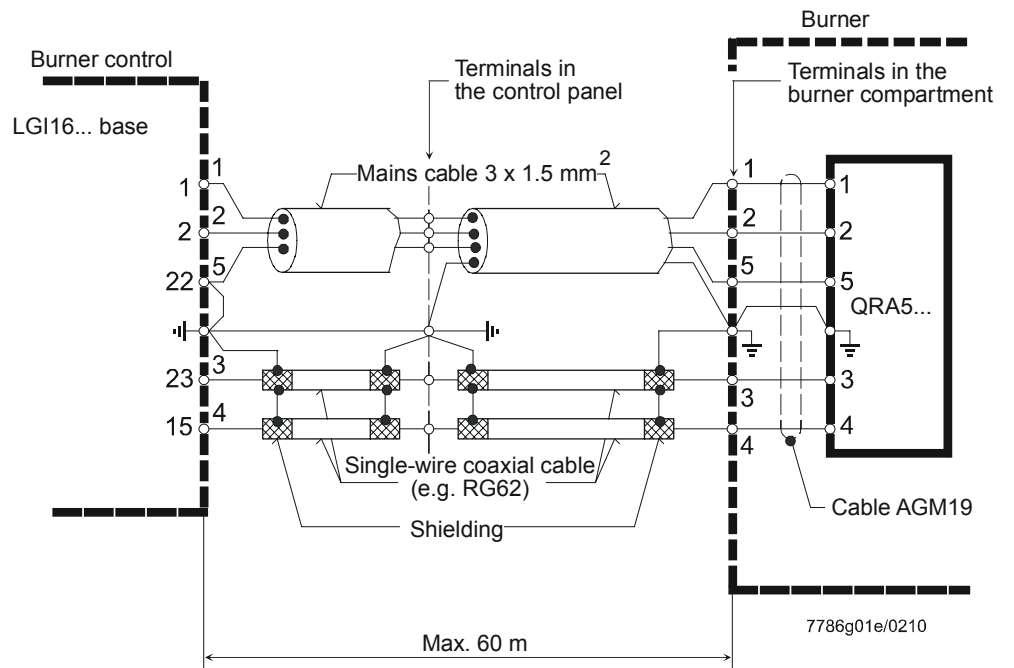 Burner
Burner control
Terminals in
the control panel
Terminals in the
burner compartment
LGI16... base
Mains cable 3 x 1.5 mm²
1
1
1
1
2
2
2
2
5
22
5
5
QRA5...
3
23
3
3
4
15
4
4
Single-wire coaxial cable
(e.g. RG62)
Shielding
Cable AGM19
7786g01e/0210
Max. 60 m